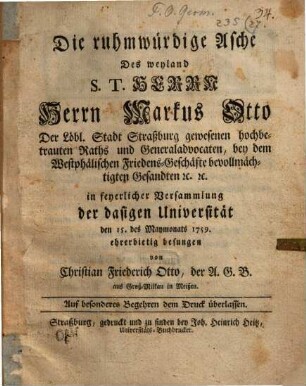 Die ruhmwürdige Asche
Des weyland
S. T. HERRN
Herrn Markus Otto
Der Löbl. Stadt Straßburg gewesenen hochbe-
trauten Raths und Generaladvocaten, bey dem
Westphälischen Friedens-Geschäfte bevollmäch-
tigten Gesandten ꝛc. ꝛc.
in feyerlicher Versammlung
der dasigen Universität
den 15. des Maymonats 1759.
ehrerbietig besungen
von
Christian Friederich Otto, der A. G. B.
aus Groß-Milkau in Meißen.
Auf besonderes Begehren dem Druck überlassen.
Straßburg, gedruckt und zu finden bey Joh. Heinrich Heitz,
Universitäts-Buchdrucker.